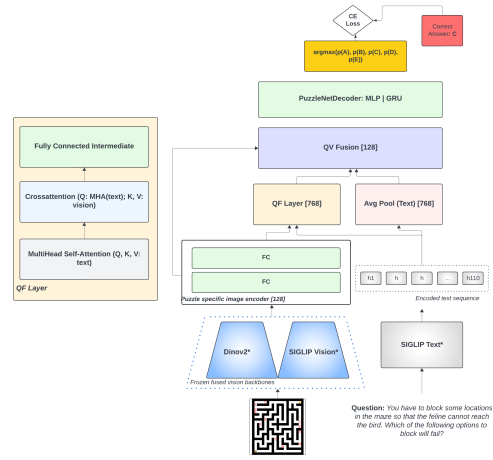 CE
Loss
Correct
Answer: C
argmax(p(A), p(B), p(C), p(D),
p(E))
PuzzleNetDecoder: MLP | GRU
QV Fusion [128]
Fully Connected Intermediate
Crossattention (Q: MHA(text); K, V:
vision)
MultiHead Self-Attention (Q, K, V:
text)
QF Layer
QF Layer [768]
Avg Pool (Text) [768]
FC
FC
Puzzle specific image encoder [128]
h1
h
h
...
h110
Encoded text sequence
Dinov2*
SIGLIP Vision*
Frozen fused vision backbones
SIGLIP Text*
Question: You have to block some locations
in the maze so that the feline cannot reach
the bird. Which of the following options to
block will fail?